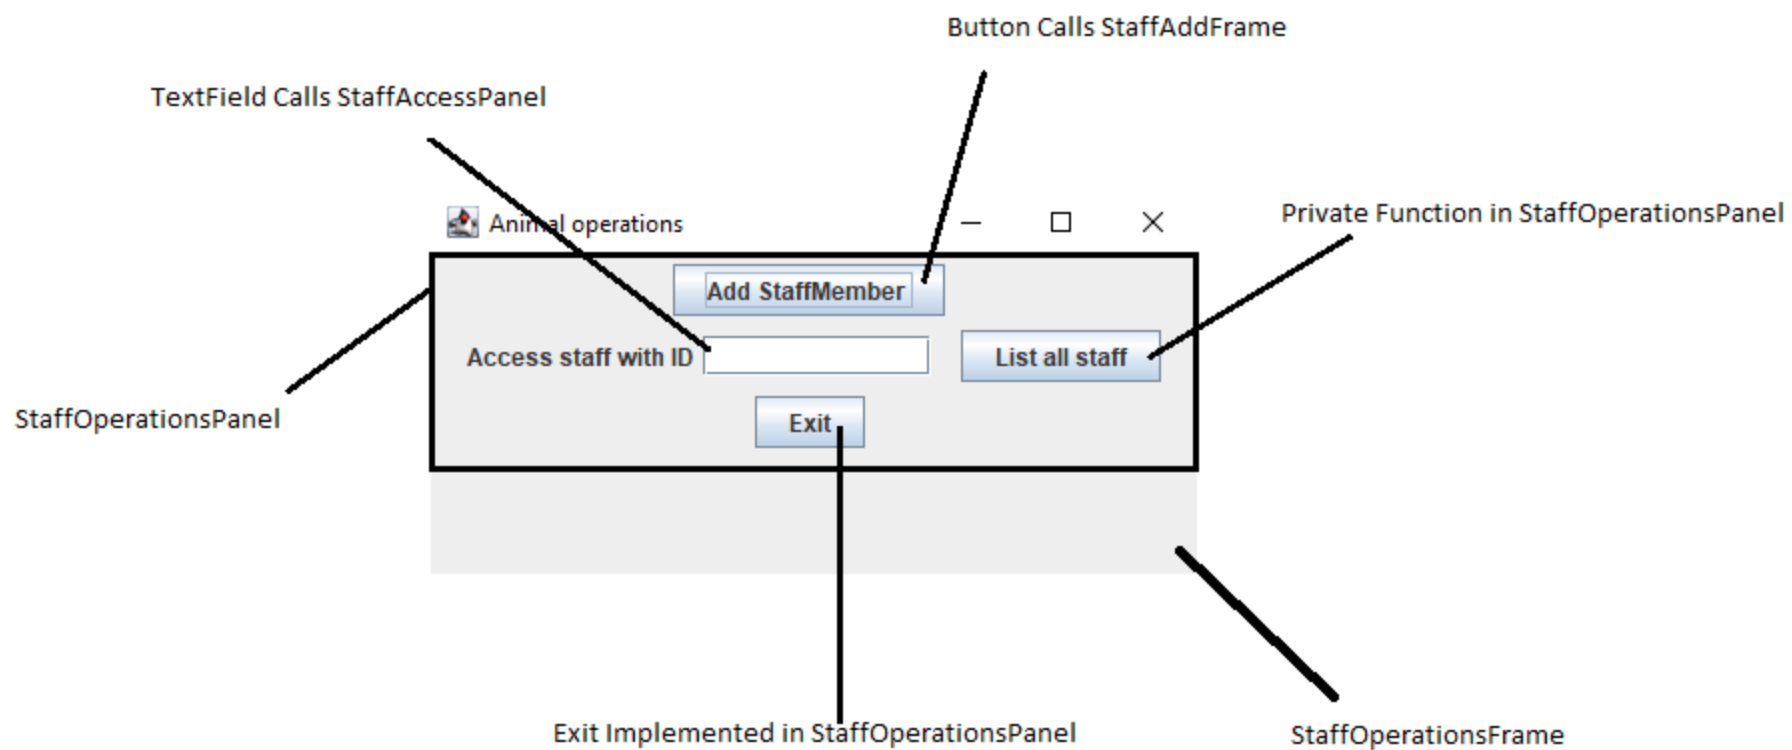 Button Calls StaffAddFrame
TextField Calls StaffAccessPanel
Private Function in StaffOperationsPanel
Animal operations
Add StaffMember
Access staff with ID
List all staff
StaffOperationsPanel
Exit
Exit Implemented in StaffOperationsPanel
StaffOperationsFrame